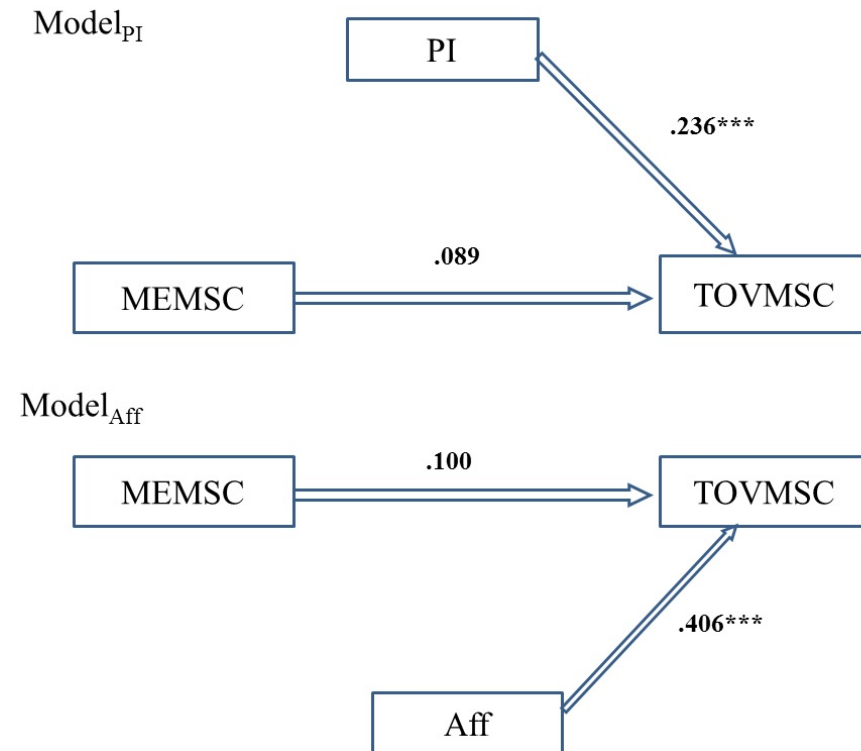 Model_PI
PI
.236***
.089
MEMSC
TOVMSC
Model_Aff
.100
MEMSC
TOVMSC
.406***
Aff